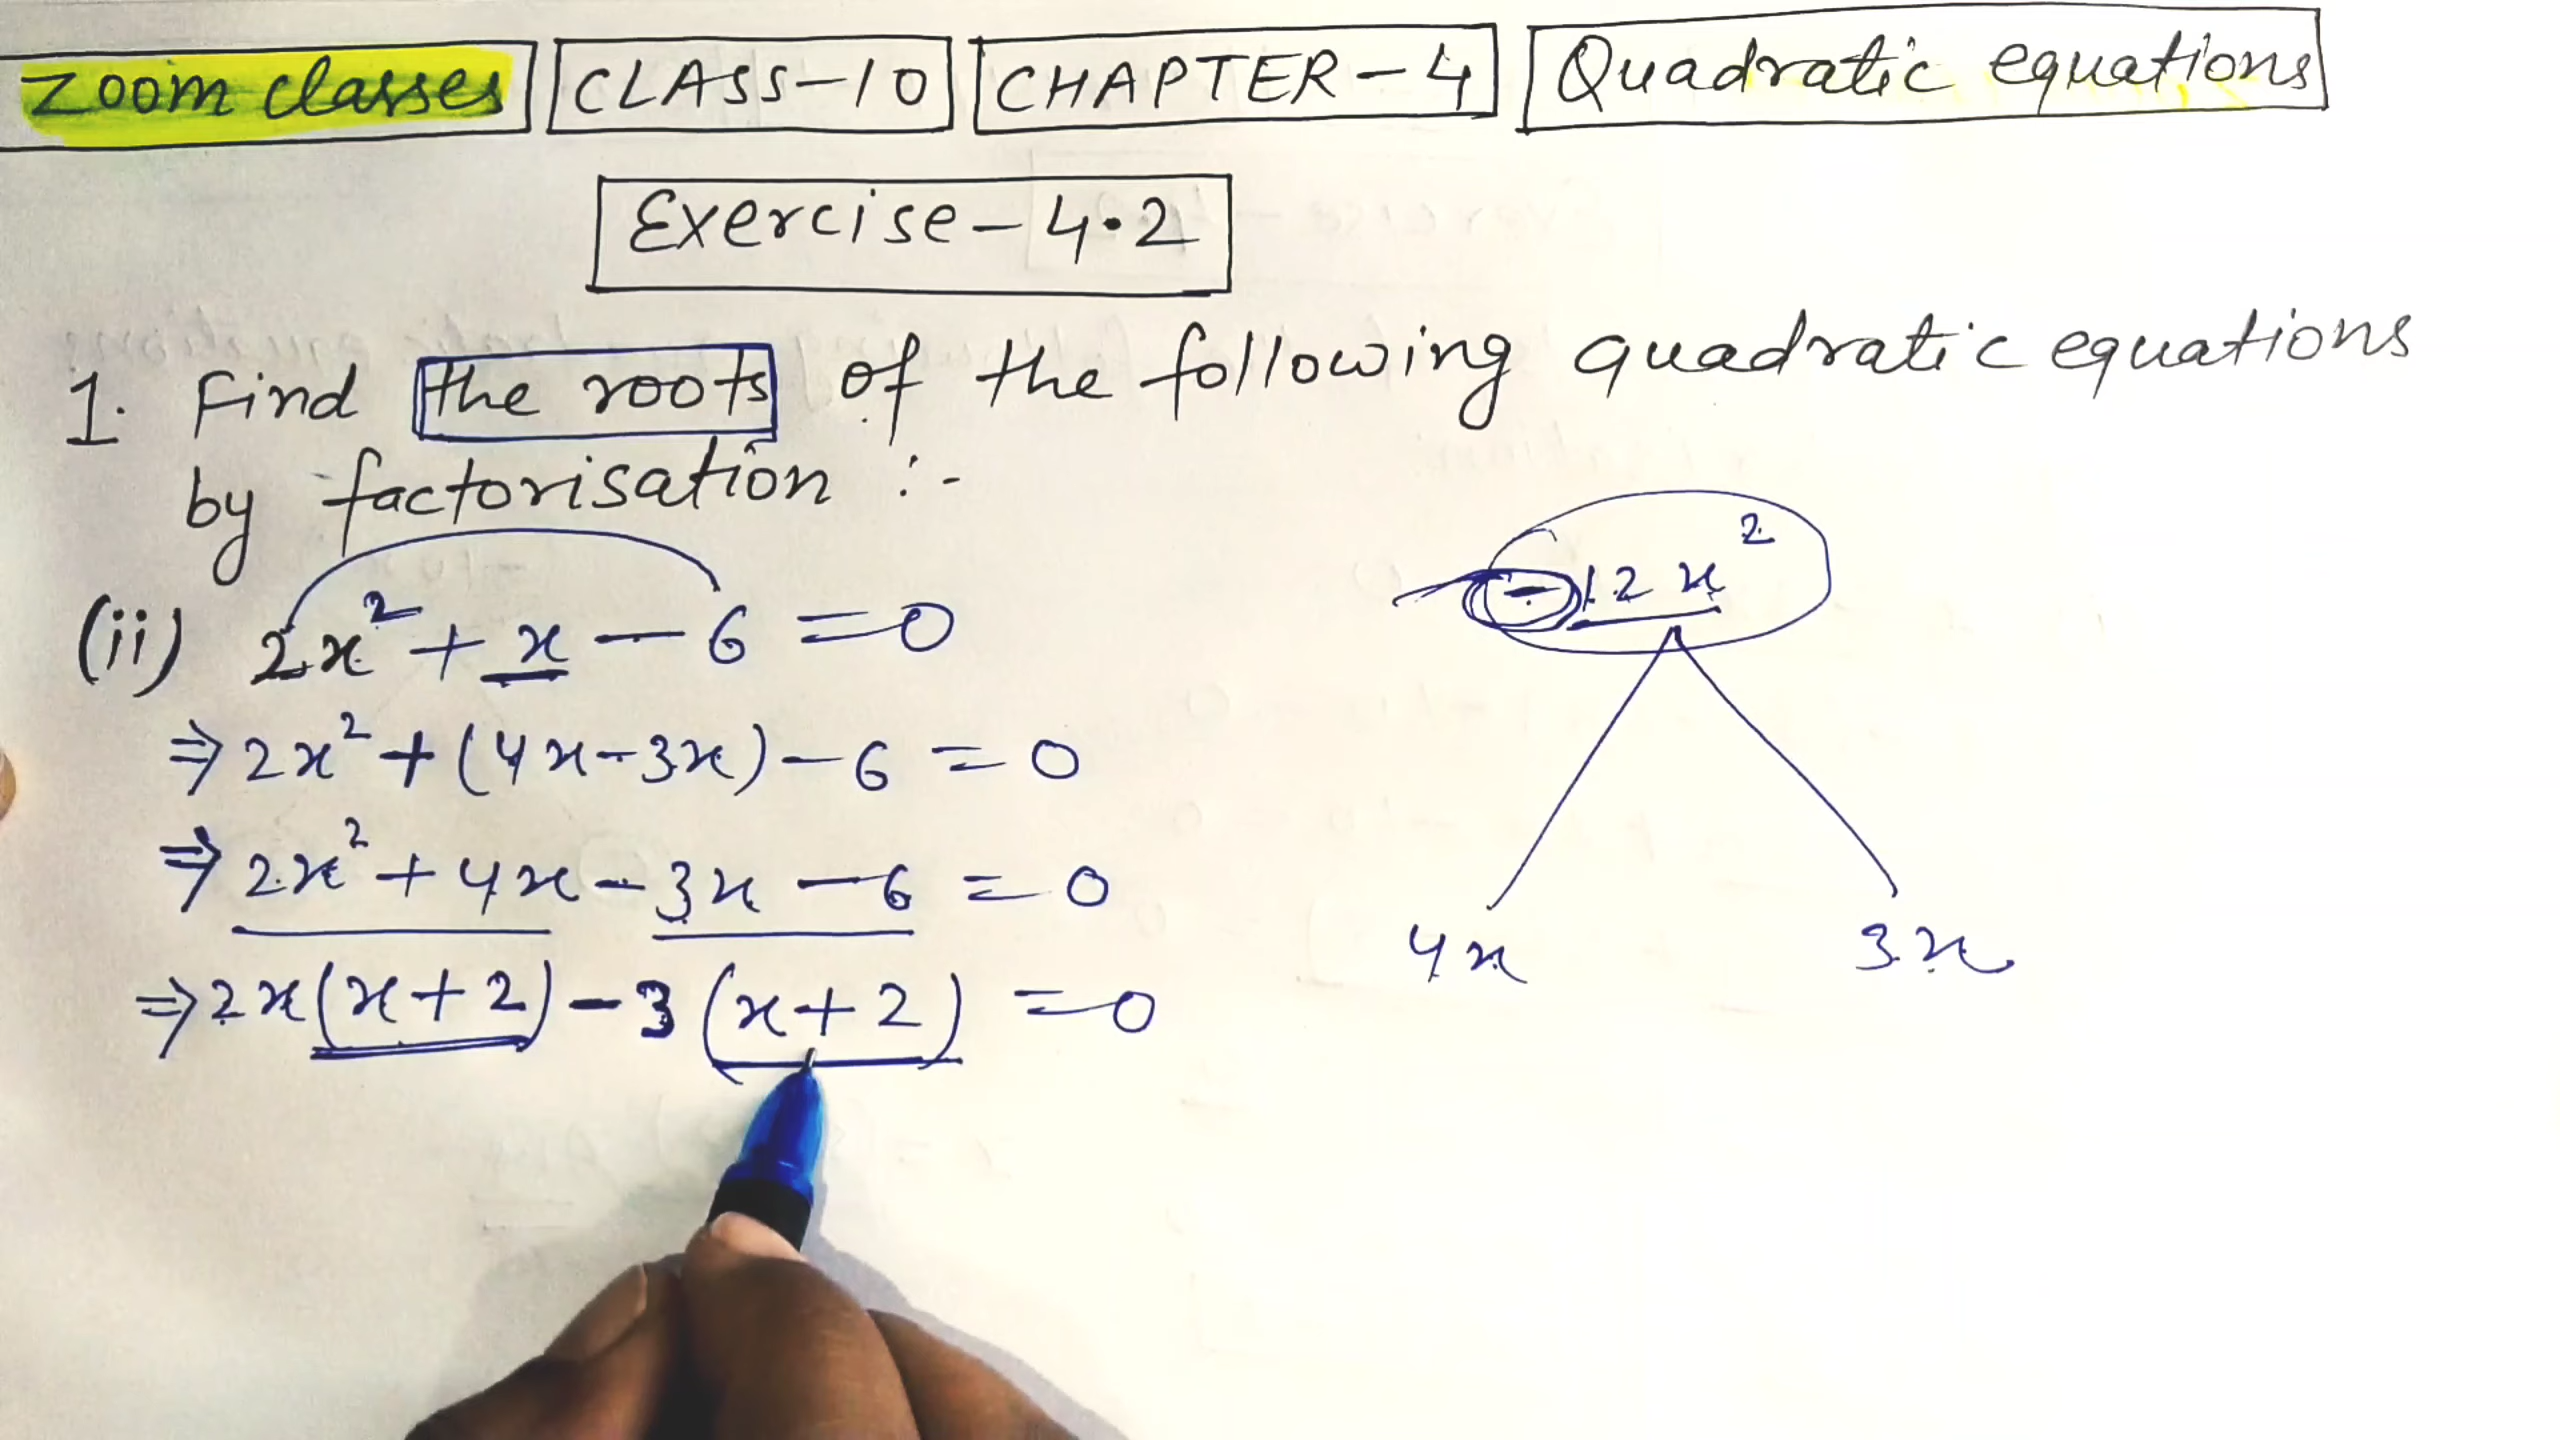 Zoom classes CLASS-10 CHAPTER-4 Quadratic equations
Exercise-4.2
1. Find the roots of the following quadratic equations
by factorisation :-
(ii) 2x² + x - 6 = 0
⇒ 2x² + (4x-3x) - 6 = 0
⇒ 2x² + 4x - 3x - 6 = 0
⇒ 2x(x+2) - 3(x+2) = 0
-12x²
4x 3x